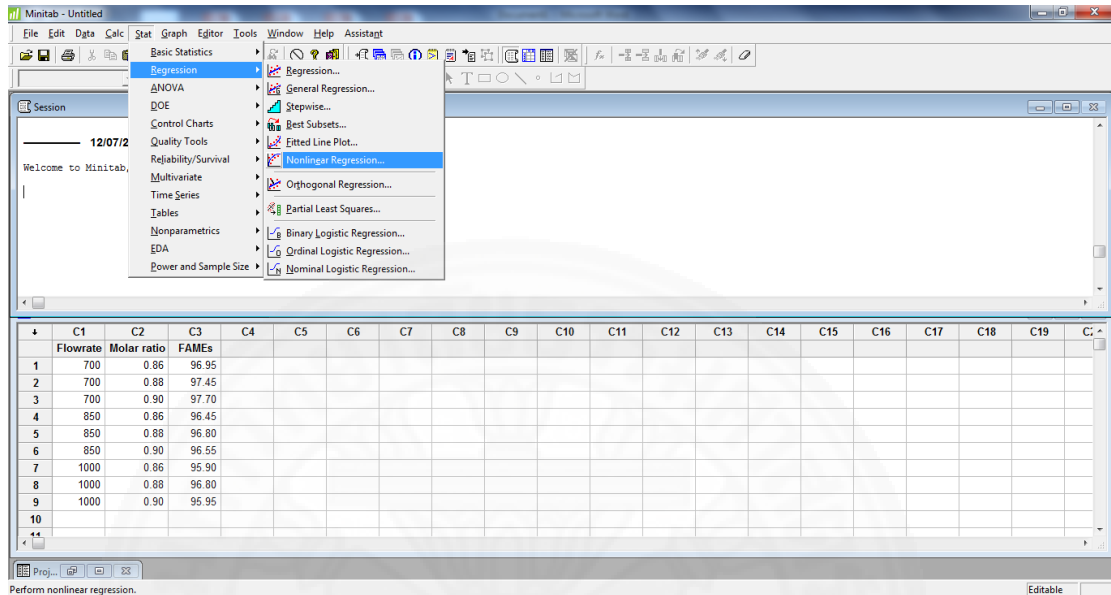 Minitab - Untitled
File Edit Data Calc Stat Graph Editor Tools Window Help Assistant
Basic Statistics
Regression
ANOVA
DOE
Control Charts
Quality Tools
Reliability/Survival
Multivariate
Time Series
Tables
Nonparametrics
EDA
Power and Sample Size
Regression...
General Regression...
Stepwise...
Best Subsets...
Fitted Line Plot...
Nonlinear Regression...
Orthogonal Regression...
Partial Least Squares...
Binary Logistic Regression...
Ordinal Logistic Regression...
Nominal Logistic Regression...
Session
12/07/2
Welcome to Minitab,
C1 C2 C3 C4 C5 C6 C7 C8 C9 C10 C11 C12 C13 C14 C15 C16 C17 C18 C19
Flowrate Molar ratio FAMEs
1 700 0.86 96.95
2 700 0.88 97.45
3 700 0.90 97.70
4 850 0.86 96.45
5 850 0.88 96.80
6 850 0.90 96.55
7 1000 0.86 95.90
8 1000 0.88 96.80
9 1000 0.90 95.95
10
Proj...
Perform nonlinear regression. Editable